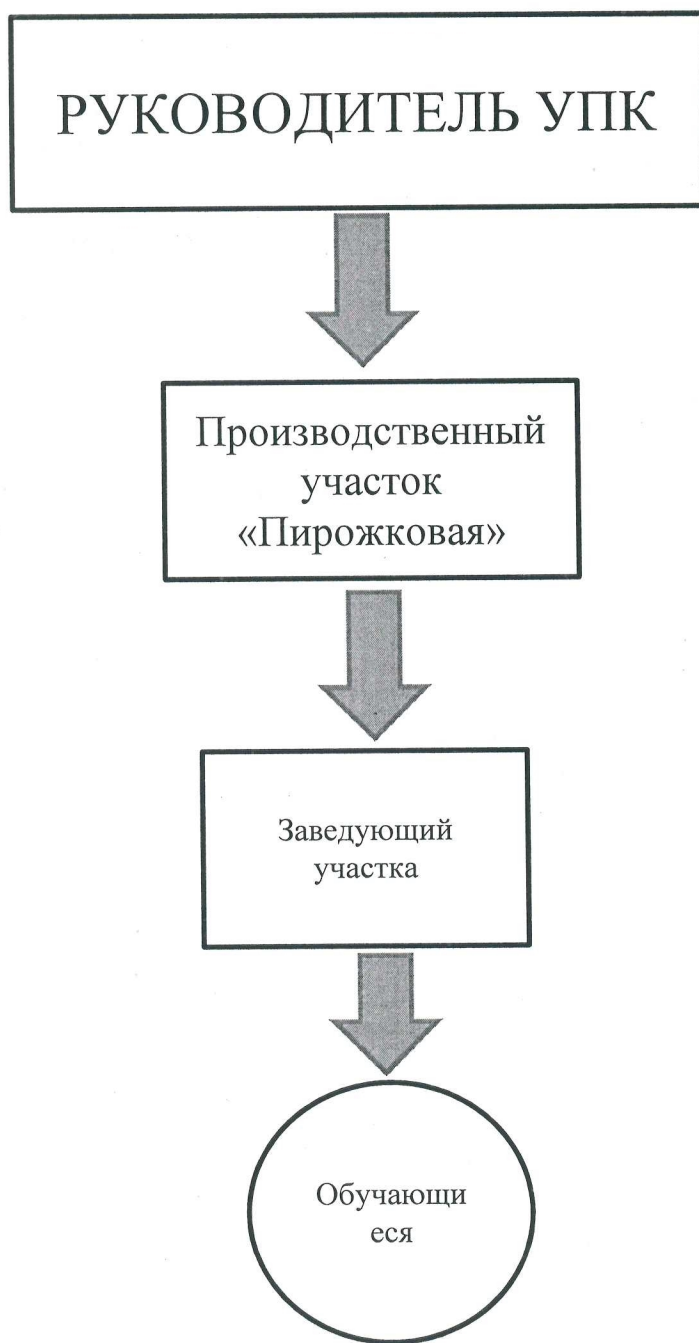 РУКОВОДИТЕЛЬ УПК
Производственный
участок
«Пирожковая»
Заведующий
участка
Обучающи
еся